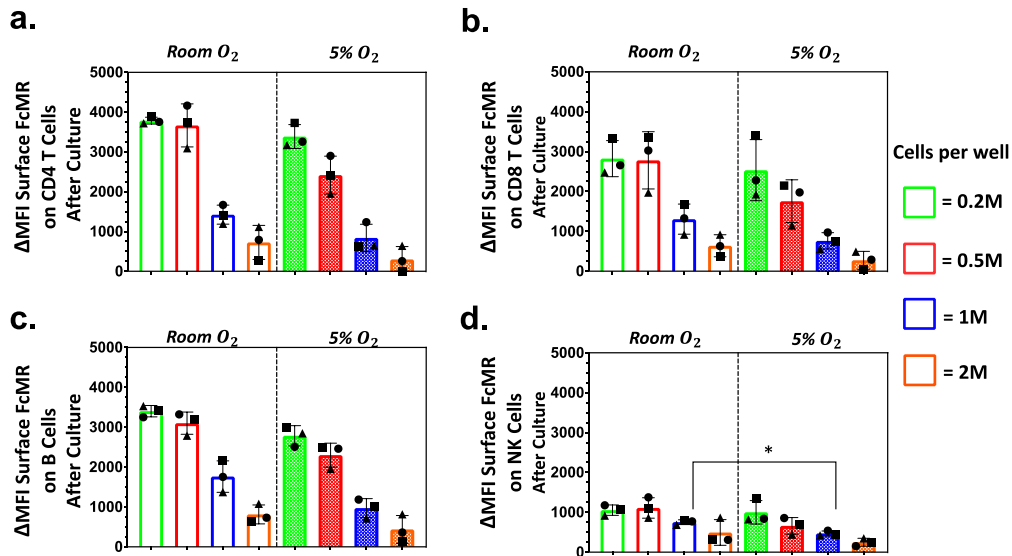 a.
Room O₂
5% O₂
ΔMFI Surface FcMR
on CD4 T Cells
After Culture
5000
4000
3000
2000
1000
0
b.
Room O₂
5% O₂
ΔMFI Surface FcMR
on CD8 T Cells
After Culture
5000
4000
3000
2000
1000
0
Cells per well
= 0.2M
= 0.5M
= 1M
= 2M
c.
Room O₂
5% O₂
ΔMFI Surface FcMR
on B Cells
After Culture
5000
4000
3000
2000
1000
0
d.
Room O₂
5% O₂
ΔMFI Surface FcMR
on NK Cells
After Culture
5000
4000
3000
2000
1000
0
*